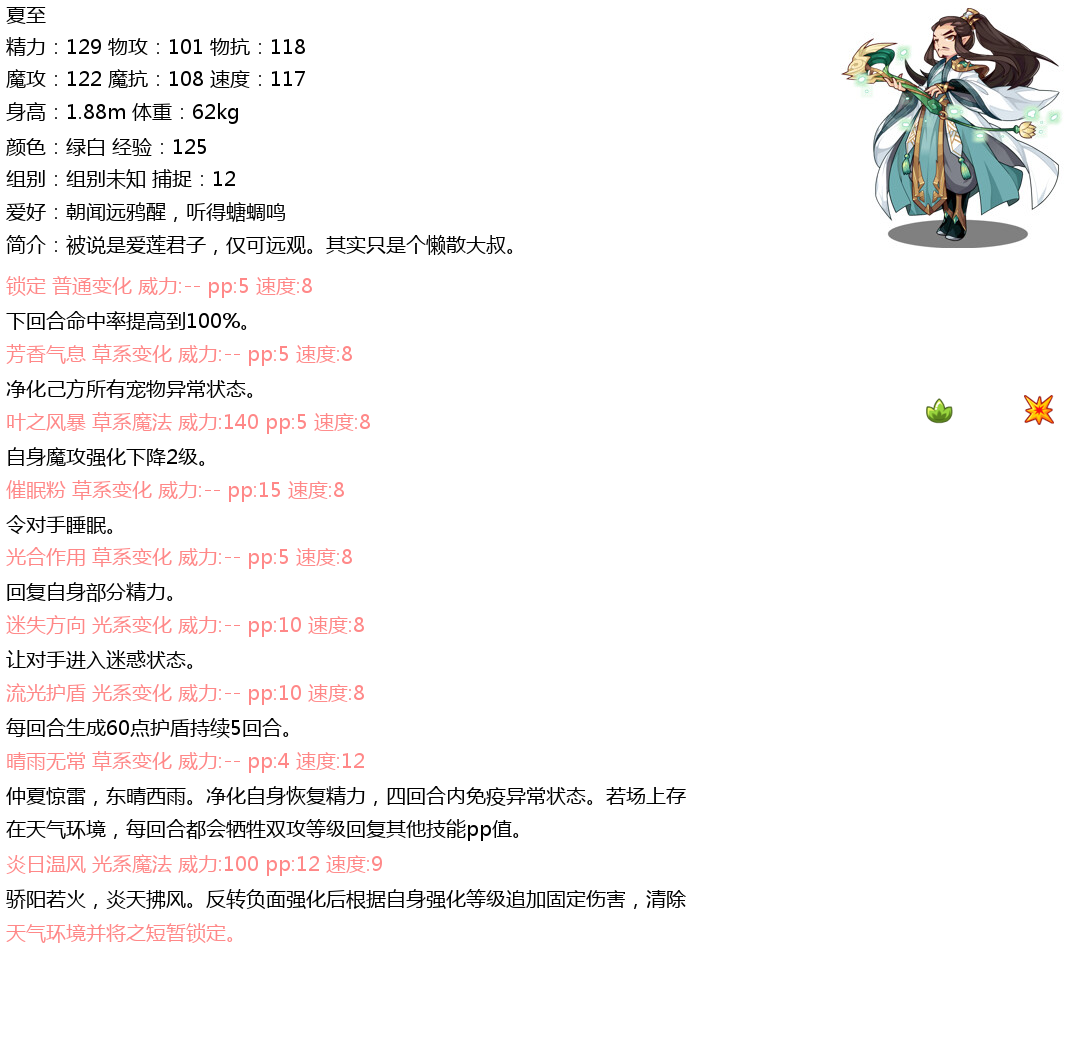 夏至
精力：129 物攻：101 物抗：118
魔攻：122 魔抗：108 速度：117
身高：1.88m 体重：62kg
颜色：绿白 经验：125
组别：组别未知 捕捉：12
爱好：朝闻远鸦醒，听得螗蜩鸣
简介：被说是爱莲君子，仅可远观。其实只是个懒散大叔。
锁定 普通变化 威力:-- pp:5 速度:8
下回合命中率提高到100%。
芳香气息 草系变化 威力:-- pp:5 速度:8
净化己方所有宠物异常状态。
叶之风暴 草系魔法 威力:140 pp:5 速度:8
自身魔攻强化下降2级。
催眠粉 草系变化 威力:-- pp:15 速度:8
令对手睡眠。
光合作用 草系变化 威力:-- pp:5 速度:8
回复自身部分精力。
迷失方向 光系变化 威力:-- pp:10 速度:8
让对手进入迷惑状态。
流光护盾 光系变化 威力:-- pp:10 速度:8
每回合生成60点护盾持续5回合。
晴雨无常 草系变化 威力:-- pp:4 速度:12
仲夏惊雷，东晴西雨。净化自身恢复精力，四回合内免疫异常状态。若场上存
在天气环境，每回合都会牺牲双攻等级回复其他技能pp值。
炎日温风 光系魔法 威力:100 pp:12 速度:9
骄阳若火，炎天拂风。反转负面强化后根据自身强化等级追加固定伤害，清除
天气环境并将之短暂锁定。